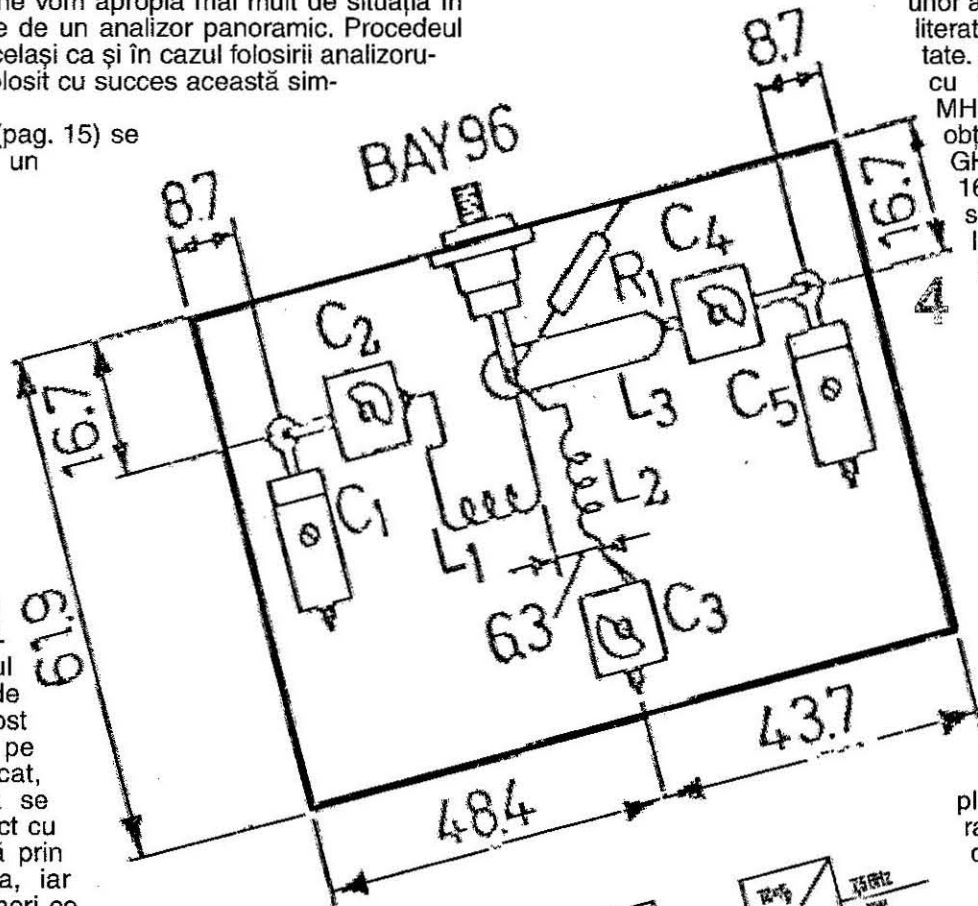 ne vom apropia mai mult de situația în
e de un analizor panoramic. Procedeul
celași ca și în cazul folosirii analizoru-
olosit cu succes această sim-
(pag. 15) se
un
unor a
literat
tate.
cu
MH
obț
GH
16
s
l
8.7
BAY96
8.7
16.7
4
C4
R1
C2
L3
C5
16.7
C1
L1
L2
6.3
C3
61.9
ul
de
ost
pe
cat,
se
ct cu
ă prin
a, iar
48.4
43.7
pl
ra
c